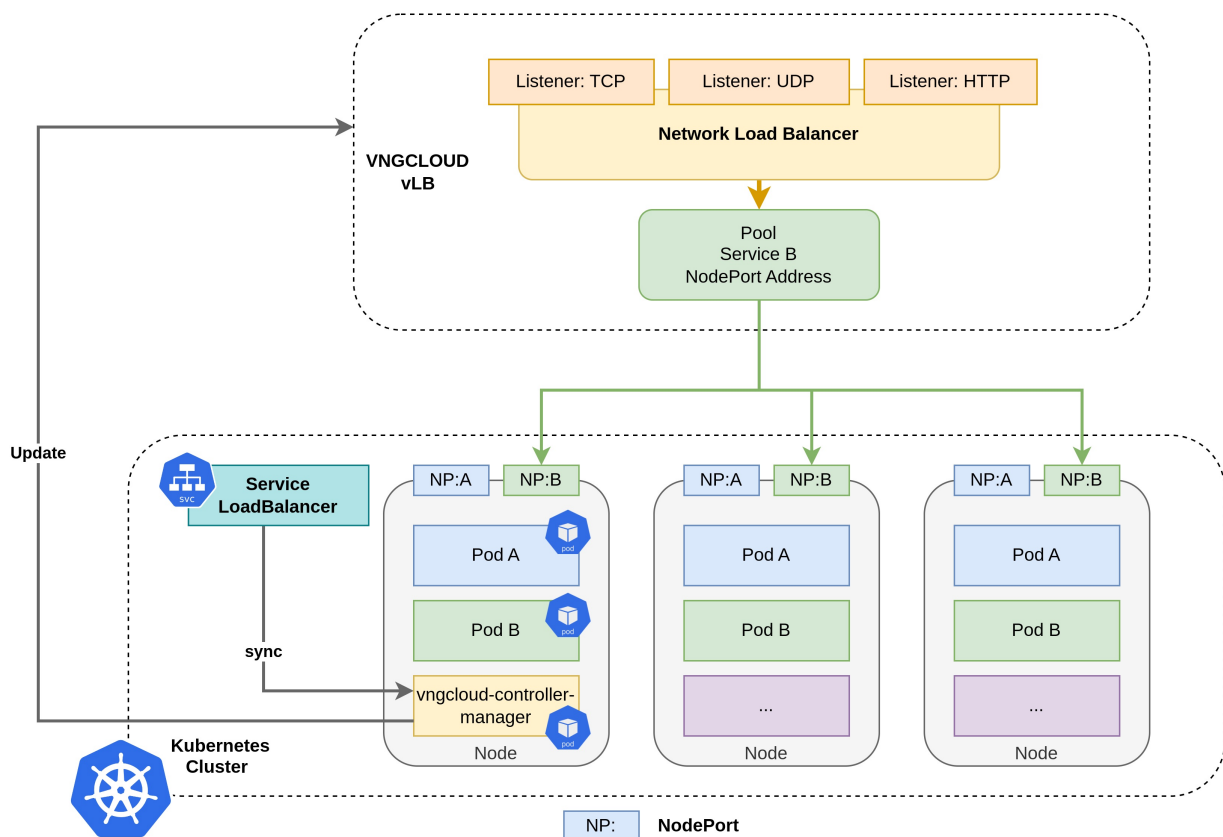 Listener: TCP
Listener: UDP
Listener: HTTP
Network Load Balancer
VNGCLOUD
vLB
Pool
Service B
NodePort Address
Update
svc
Service
LoadBalancer
sync
NP:A
NP:B
Pod A
pod
Pod B
pod
vngcloud-controller-
manager
pod
Node
NP:A
NP:B
Pod A
Pod B
...
Node
NP:A
NP:B
Pod A
Pod B
...
Node
Kubernetes
Cluster
NP:
NodePort